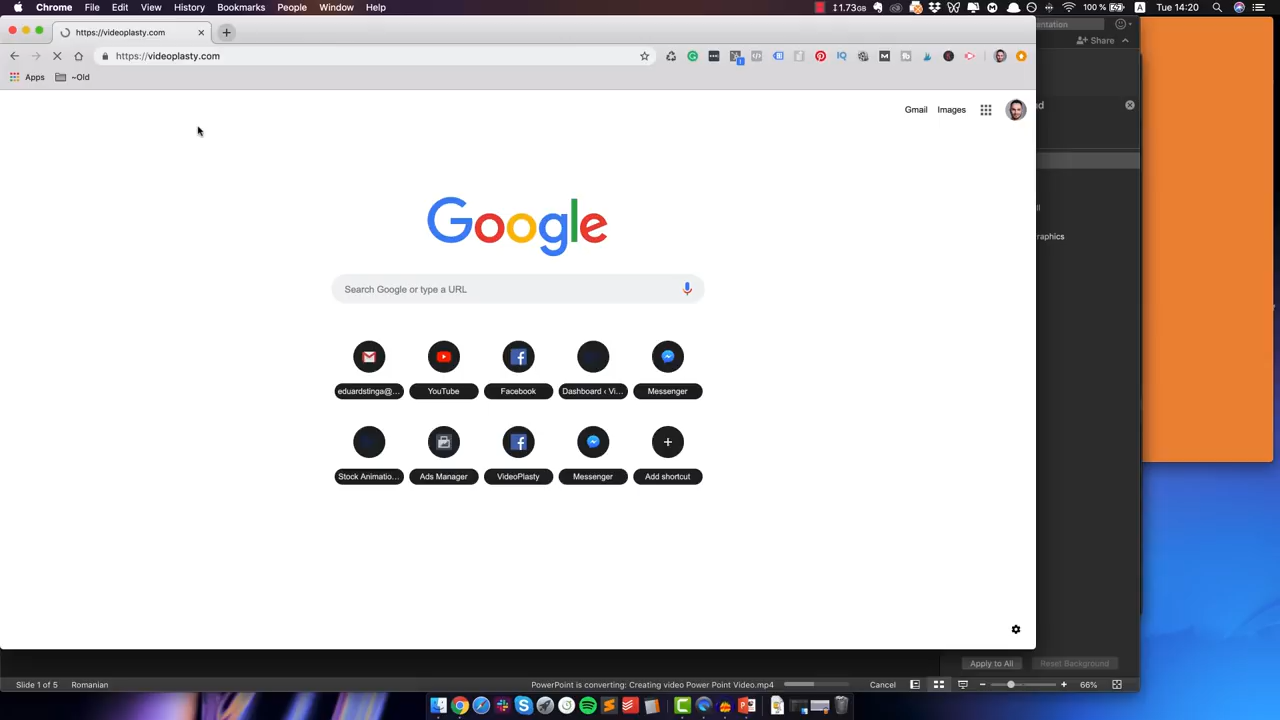 Chrome File Edit View History Bookmarks People Window Help 1.73GB 100 % Tue 14:20
https://videoplasty.com
entation
https://videoplasty.com
Share
Apps ~Old
Gmail Images
Google
Search Google or type a URL
raphics
eduardstinga@... YouTube Facebook Dashboard ‹ Vi... Messenger
Stock Animatio... Ads Manager VideoPlasty Messenger Add shortcut
Apply to All Reset Background
Slide 1 of 5 Romanian PowerPoint is converting: Creating video Power Point Video.mp4 Cancel 66%